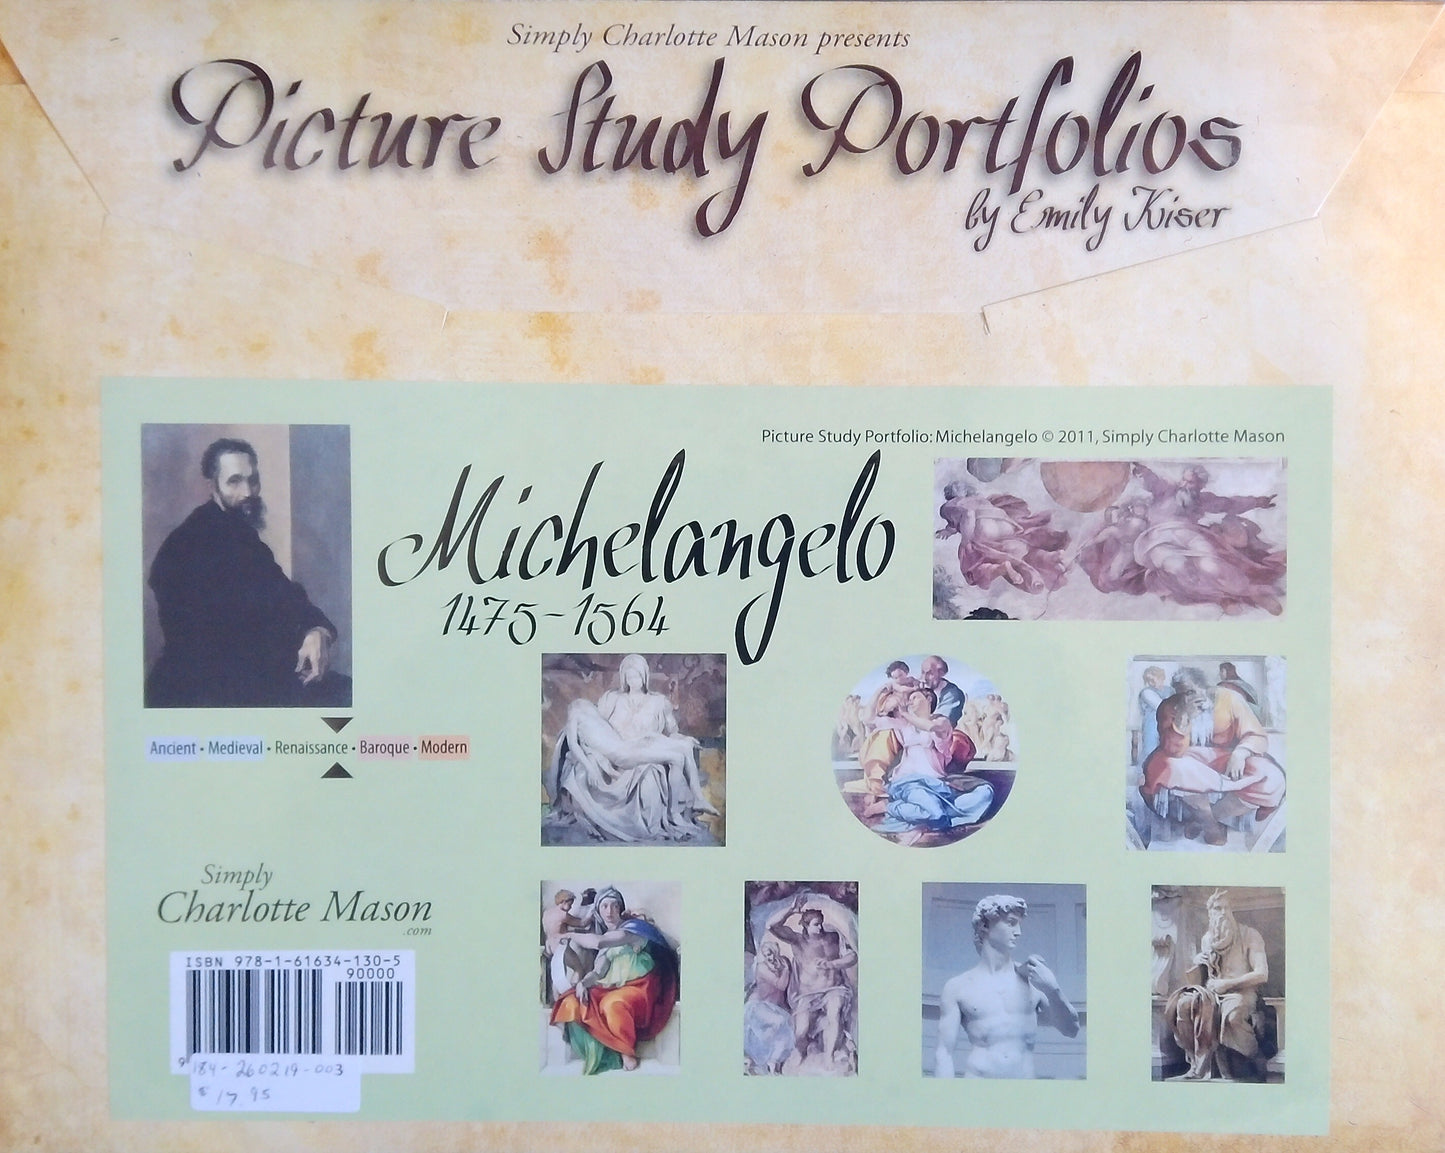 Simply Charlotte Mason presents
Picture Study Portfolios
by Emily Kiser
Picture Study Portfolio: Michelangelo © 2011, Simply Charlotte Mason
Michelangelo
1475-1564
Ancient • Medieval • Renaissance • Baroque • Modern
Simply
Charlotte Mason
.com
ISBN 978-1-61634-130-5
90000
9
184-260219-003
17.95